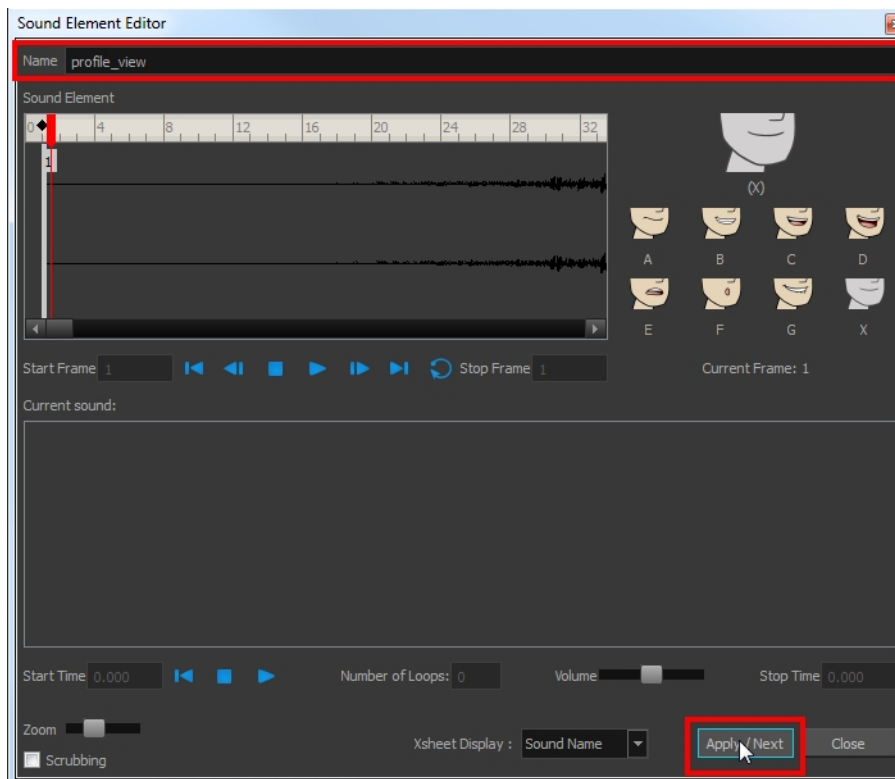 Sound Element Editor
Name profile_view
Sound Element
0 4 8 12 16 20 24 28 32
1
(X)
A B C D
E F G X
Start Frame 1 Stop Frame 1 Current Frame: 1
Current sound:
Start Time 0.000 Number of Loops: 0 Volume Stop Time 0.000
Zoom
Xsheet Display : Sound Name Apply / Next Close
Scrubbing